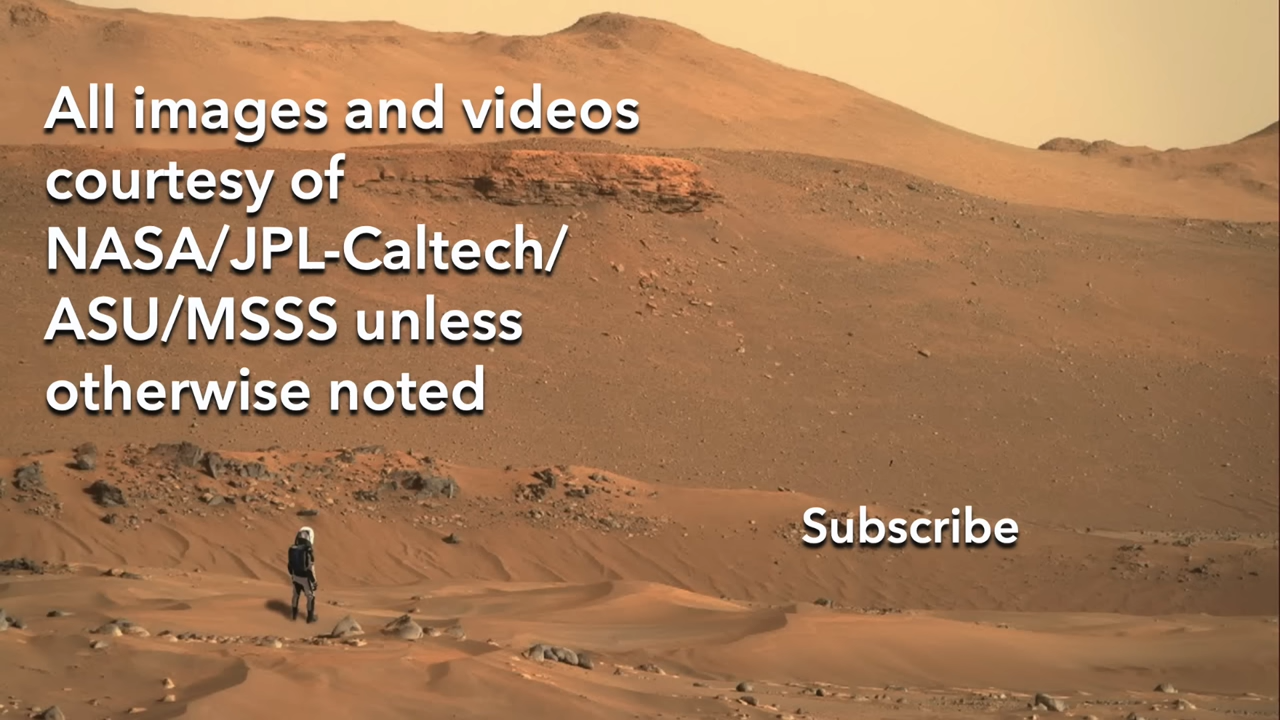 All images and videos
courtesy of
NASA/JPL-Caltech/
ASU/MSSS unless
otherwise noted
Subscribe